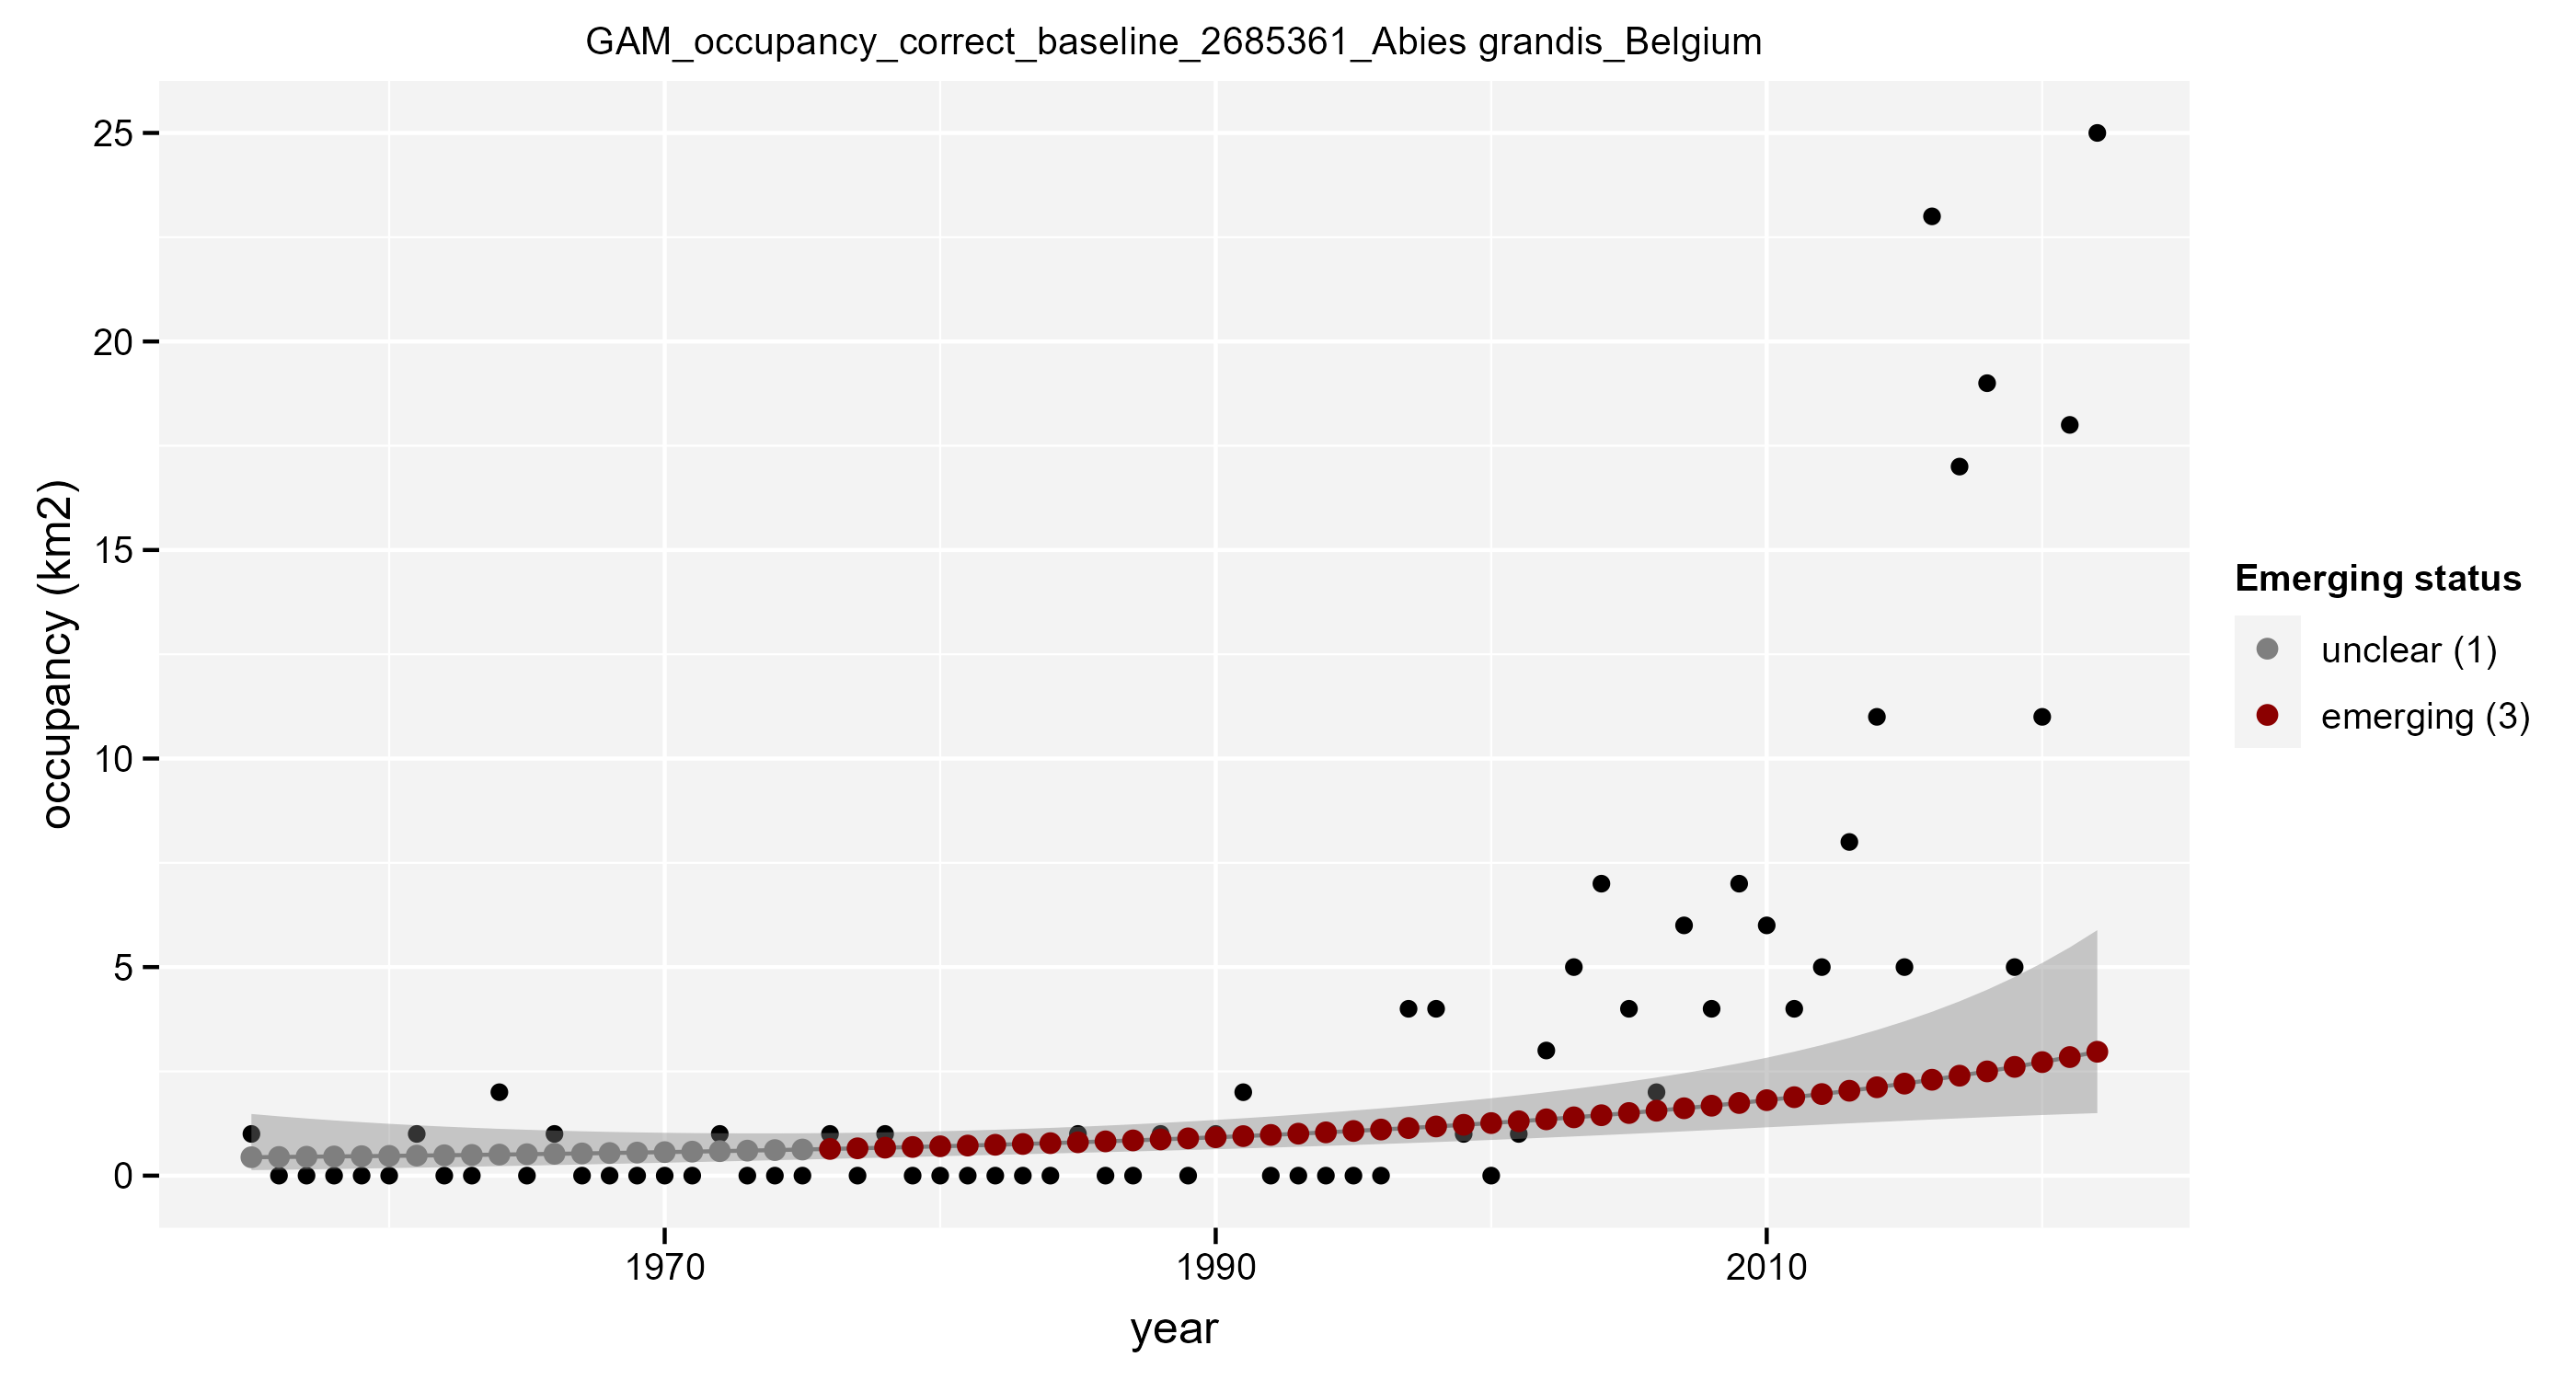 GAM_occupancy_correct_baseline_2685361_Abies grandis_Belgium
25
20
15
10
5
0
occupancy (km2)
1970
1990
2010
year
Emerging status
unclear (1)
emerging (3)